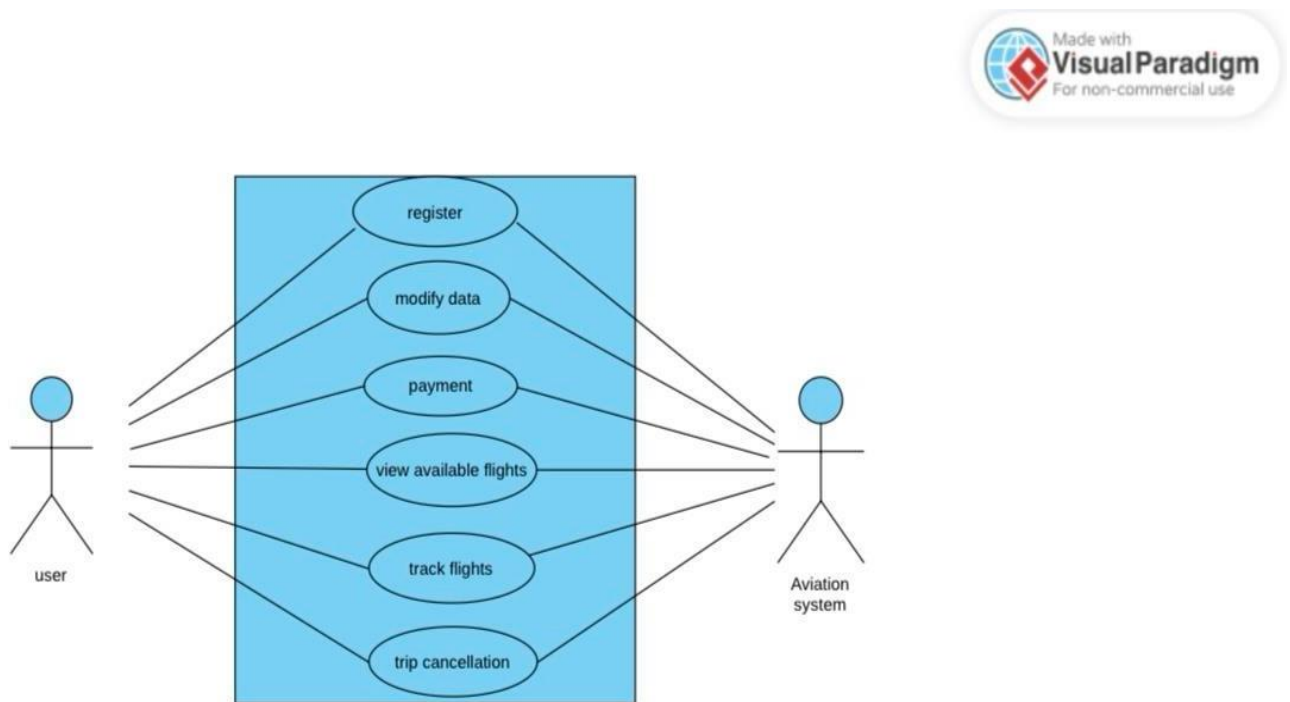 Made with
Visual Paradigm
For non-commercial use
register
modify data
payment
view available flights
track flights
trip cancellation
user
Aviation
system